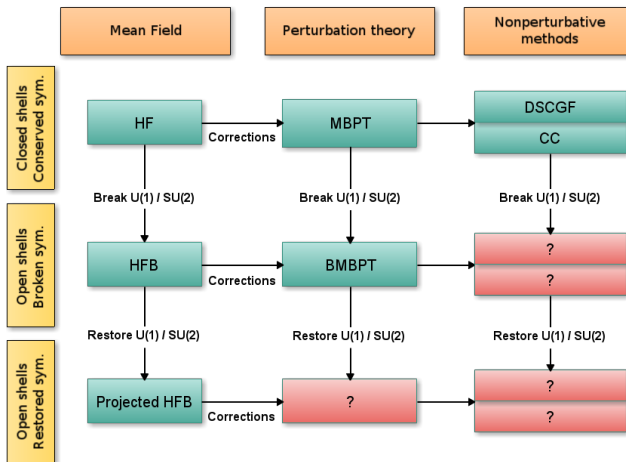 Mean Field
Perturbation theory
Nonperturbative
methods
Closed shells
Conserved sym.
HF
Corrections
MBPT
DSCGF
CC
Break U(1) / SU(2)
Break U(1) / SU(2)
Break U(1) / SU(2)
Open shells
Broken sym.
HFB
Corrections
BMBPT
?
?
Restore U(1) / SU(2)
Restore U(1) / SU(2)
Restore U(1) / SU(2)
Open shells
Restored sym.
Projected HFB
Corrections
?
?
?